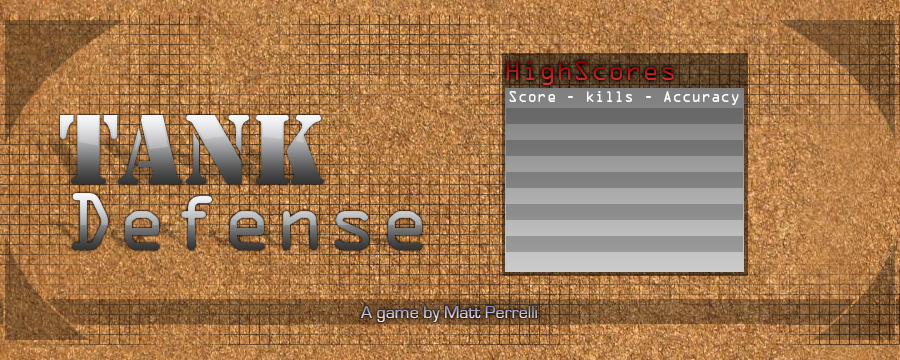 TANK
Defense
HighScores
Score - kills - Accuracy
A game by Matt Perrelli